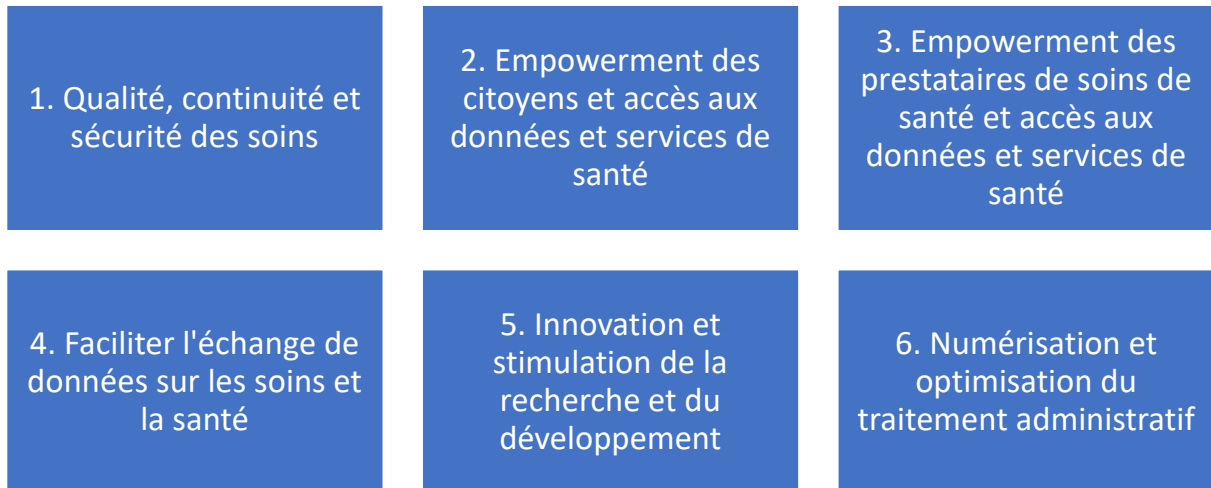 1. Qualité, continuité et
sécurité des soins
2. Empowerment des
citoyens et accès aux
données et services de
santé
3. Empowerment des
prestataires de soins de
santé et accès aux
données et services de
santé
4. Faciliter l'échange de
données sur les soins et
la santé
5. Innovation et
stimulation de la
recherche et du
développement
6. Numérisation et
optimisation du
traitement administratif